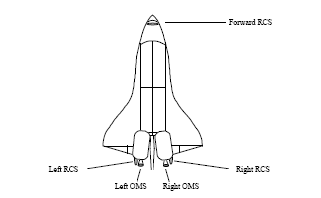 Forward RCS
Left RCS
Right RCS
Left OMS
Right OMS